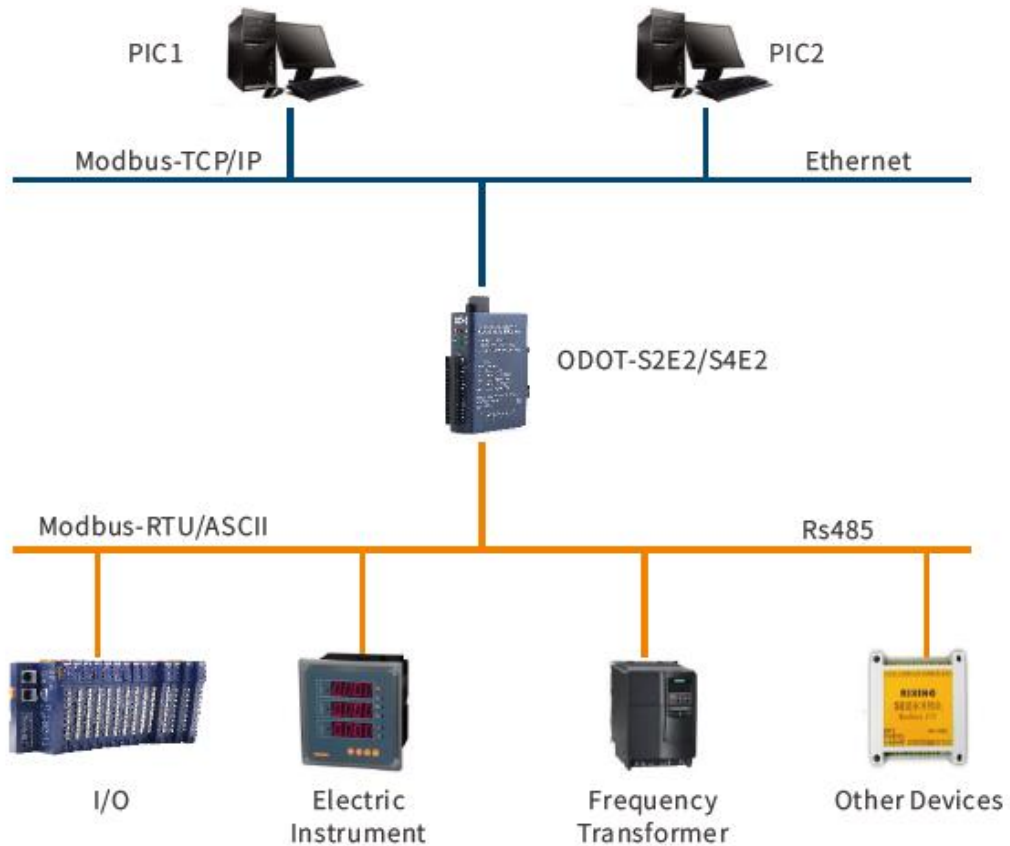 PIC1
PIC2
Modbus-TCP/IP
Ethernet
ODOT-S2E2/S4E2
Modbus-RTU/ASCII
Rs485
RIXING
I/O
Electric
Instrument
Frequency
Transformer
Other Devices